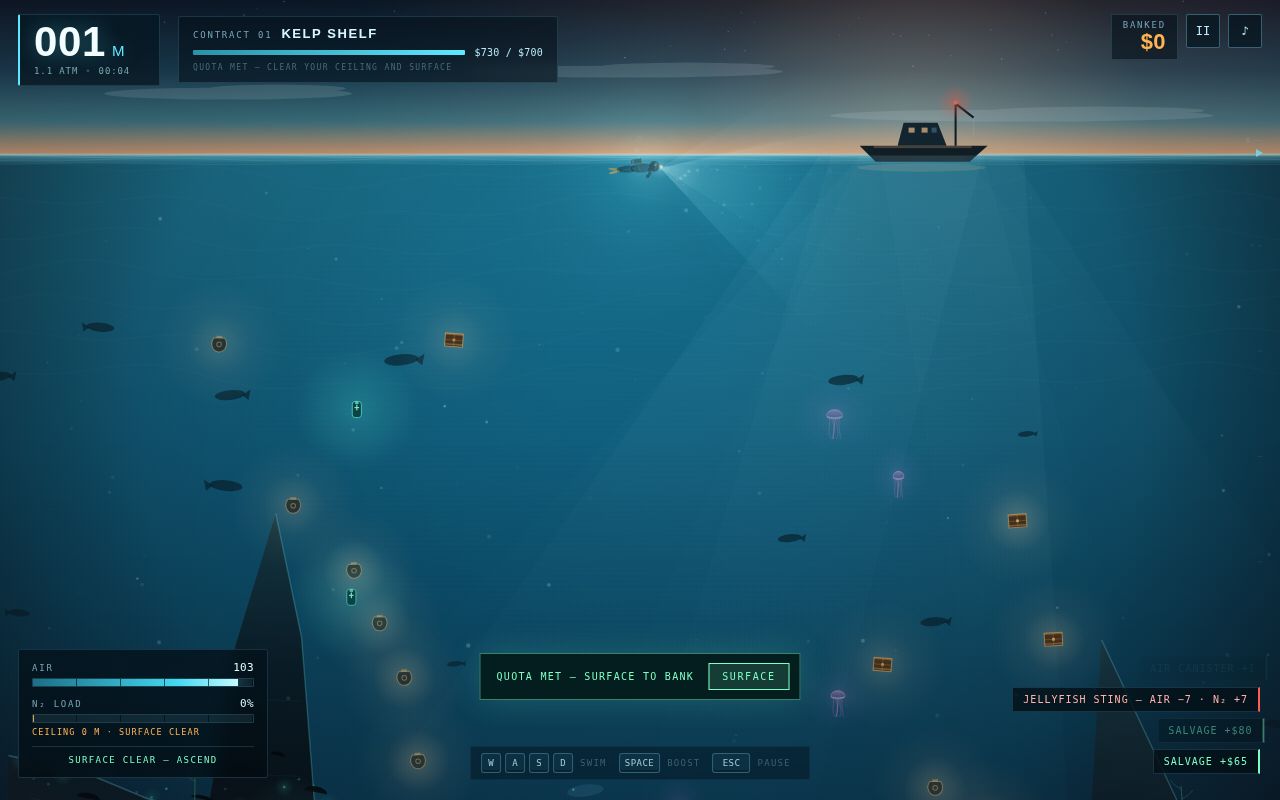 001 M
1.1 ATM · 00:04
CONTRACT 01 KELP SHELF
$730 / $700
QUOTA MET — CLEAR YOUR CEILING AND SURFACE
BANKED
$0
II
♪
AIR 103
N₂ LOAD 0%
CEILING 0 M · SURFACE CLEAR
SURFACE CLEAR — ASCEND
QUOTA MET — SURFACE TO BANK SURFACE
W A S D SWIM SPACE BOOST ESC PAUSE
AIR CANISTER +1
JELLYFISH STING — AIR −7 · N₂ +7
SALVAGE +$80
SALVAGE +$65